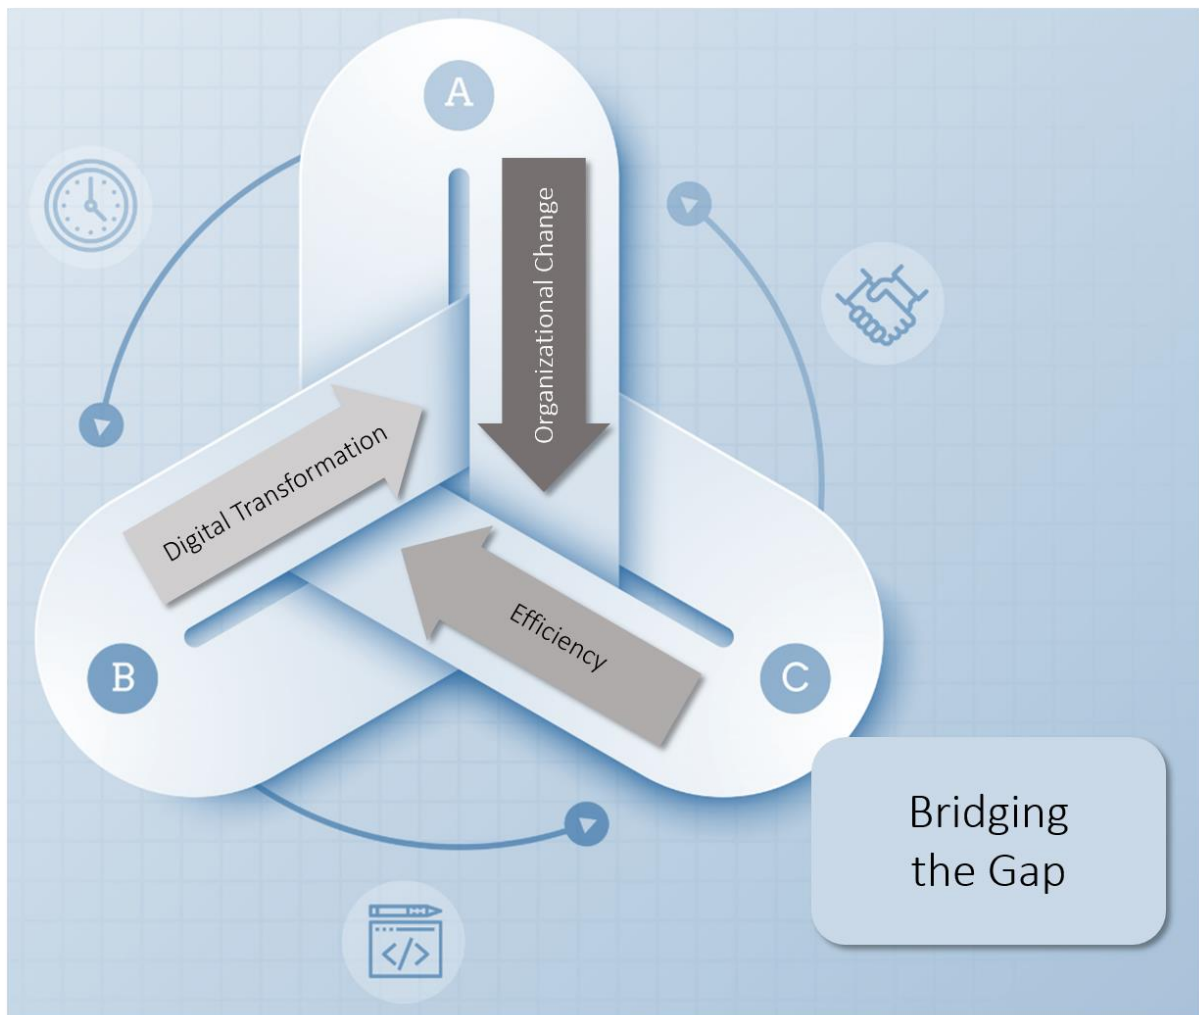 A
Organizational Change
Digital Transformation
Efficiency
B
C
Bridging
the Gap
</>